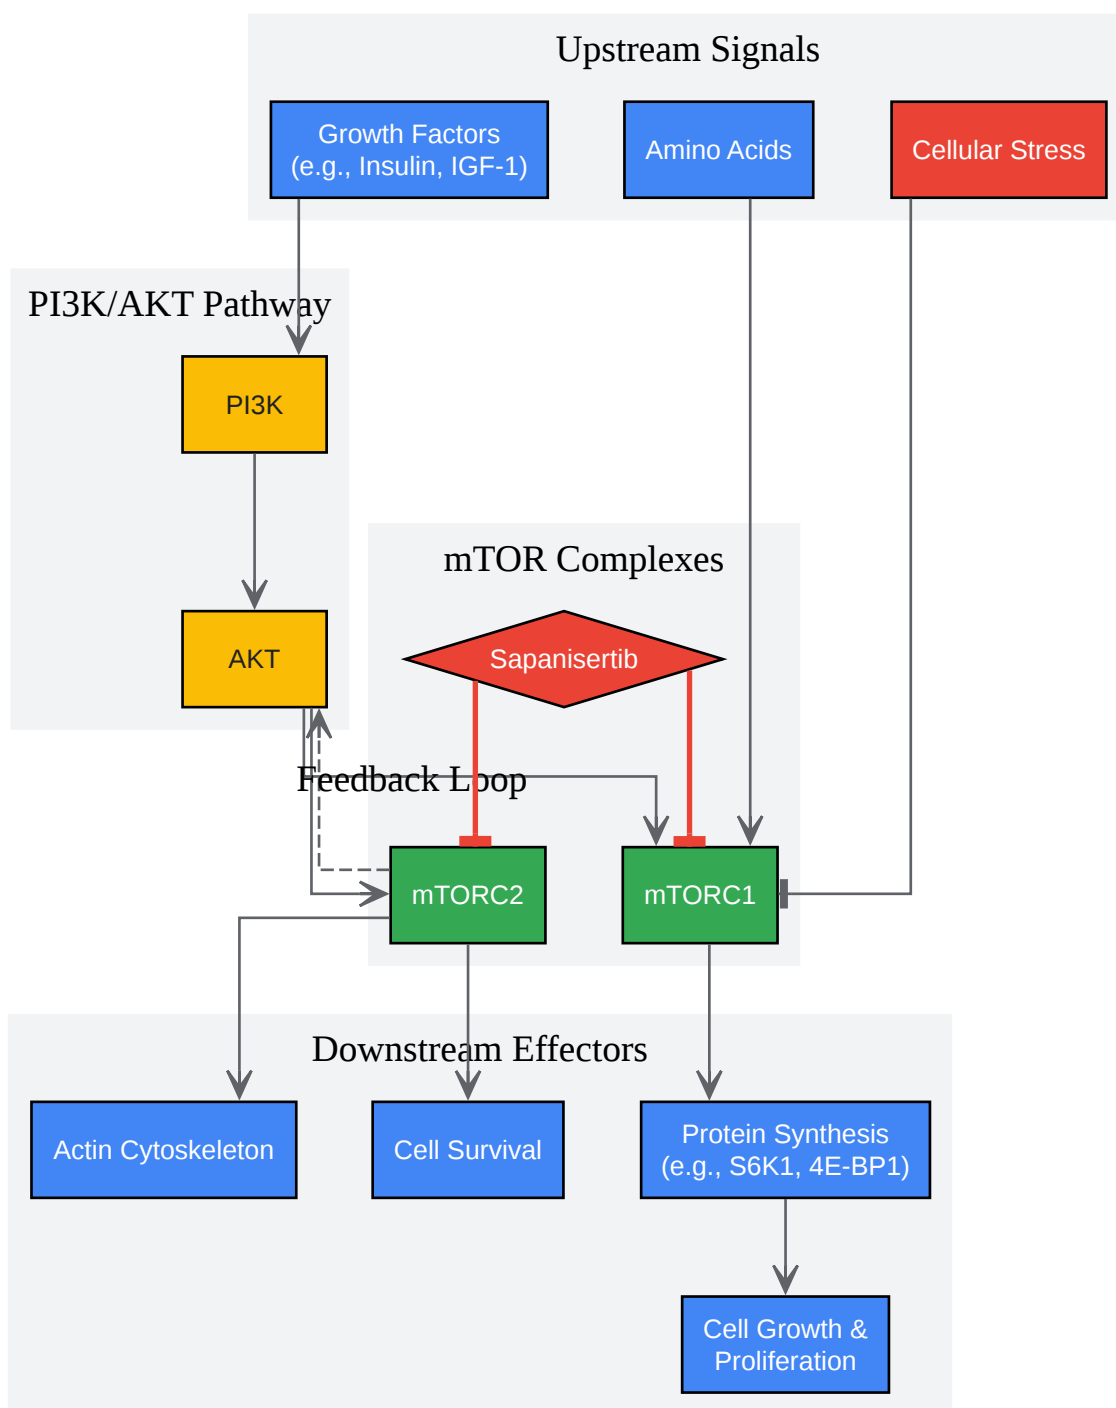 Upstream Signals
Growth Factors
(e.g., Insulin, IGF-1)
Amino Acids
Cellular Stress
PI3K/AKT Pathway
PI3K
AKT
mTOR Complexes
Sapanisertib
Feedback Loop
mTORC2
mTORC1
Downstream Effectors
Actin Cytoskeleton
Cell Survival
Protein Synthesis
(e.g., S6K1, 4E-BP1)
Cell Growth &
Proliferation